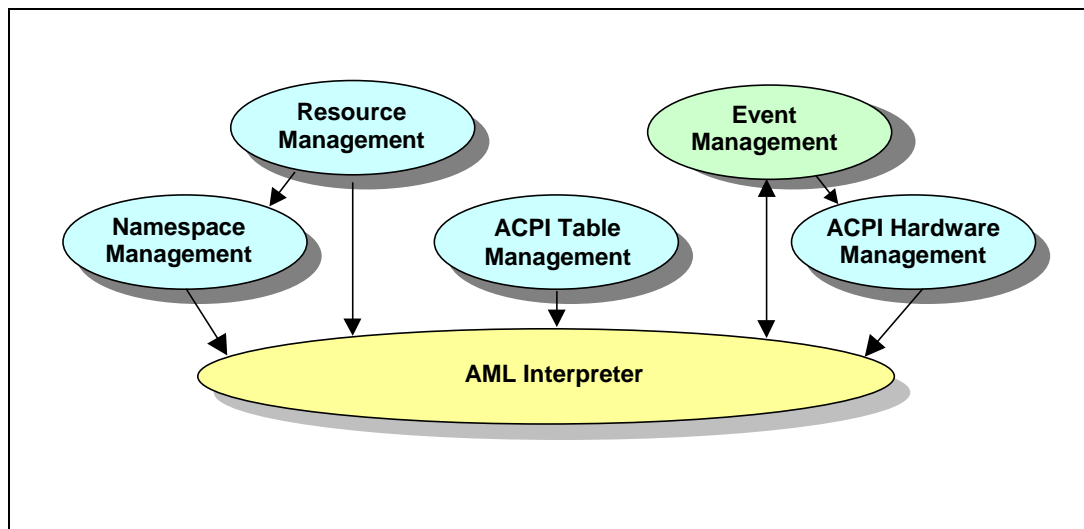 Resource
Management
Event
Management
Namespace
Management
ACPI Table
Management
ACPI Hardware
Management
AML Interpreter